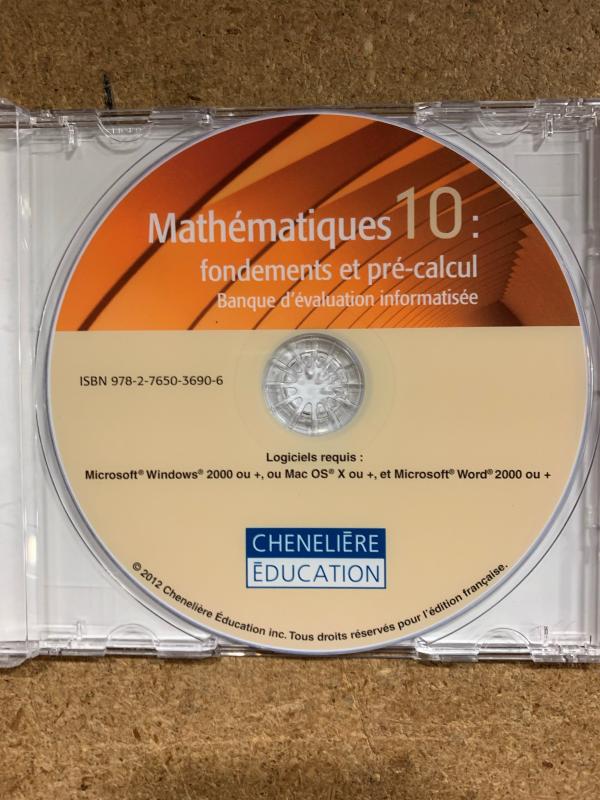 Mathématiques 10 :
fondements et pré-calcul
Banque d'évaluation informatisée
ISBN 978-2-7650-3690-6
Logiciels requis :
Microsoft® Windows® 2000 ou +, ou Mac OS® X ou +, et Microsoft® Word® 2000 ou +
CHENELIÈRE
ÉDUCATION
© 2012 Chenelière Éducation inc. Tous droits réservés pour l'édition française.